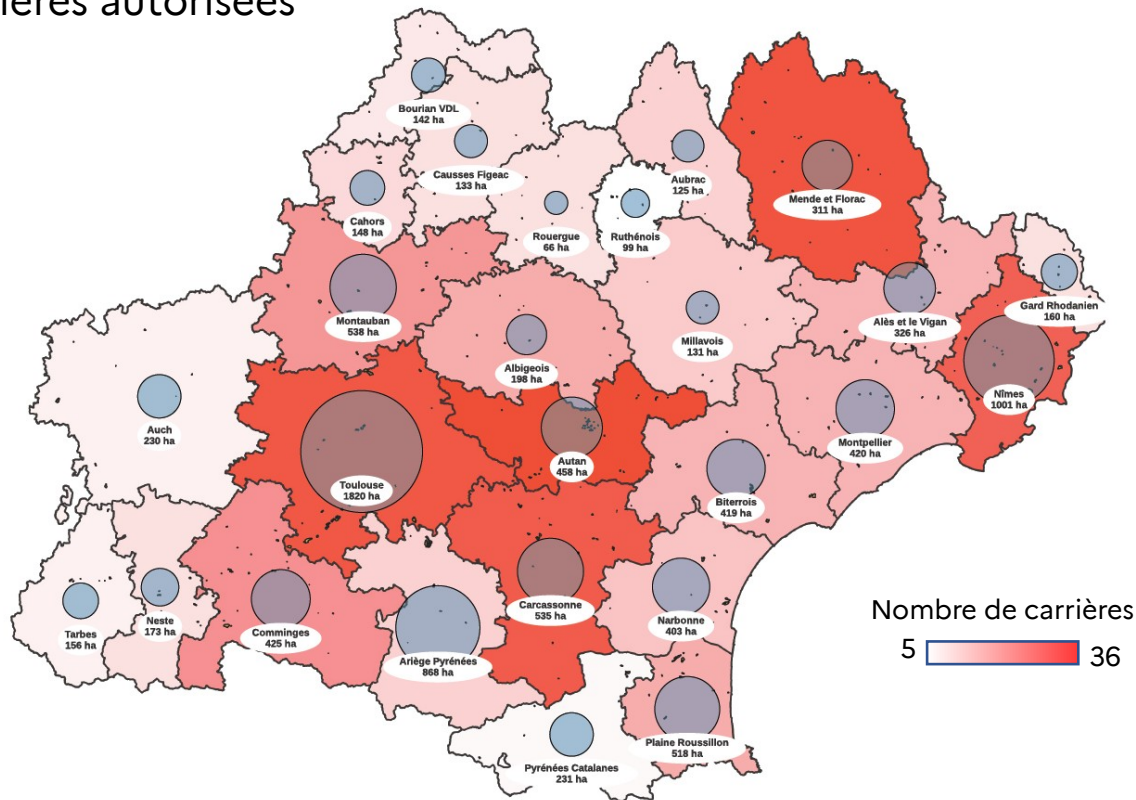 ières autorisées
Bourian VDL
142 ha
Causses Figeac
133 ha
Aubrac
125 ha
Mende et Florac
311 ha
Cahors
148 ha
Rouergue
66 ha
Ruthénois
99 ha
Gard Rhodanien
160 ha
Montauban
538 ha
Alès et le Vigan
326 ha
Millavois
131 ha
Albigeois
198 ha
Nîmes
1001 ha
Auch
230 ha
Montpellier
420 ha
Autan
458 ha
Toulouse
1820 ha
Biterrois
419 ha
Carcassonne
535 ha
Narbonne
403 ha
Neste
173 ha
Tarbes
156 ha
Comminges
425 ha
Ariège Pyrénées
868 ha
Plaine Roussillon
518 ha
Pyrénées Catalanes
231 ha
Nombre de carrières
5 36